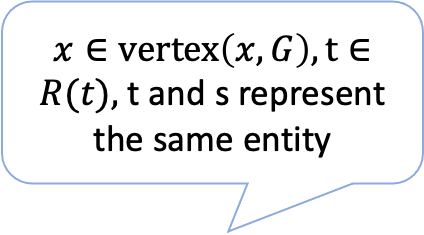 x ∈ vertex(x, G), t ∈
R(t), t and s represent
the same entity